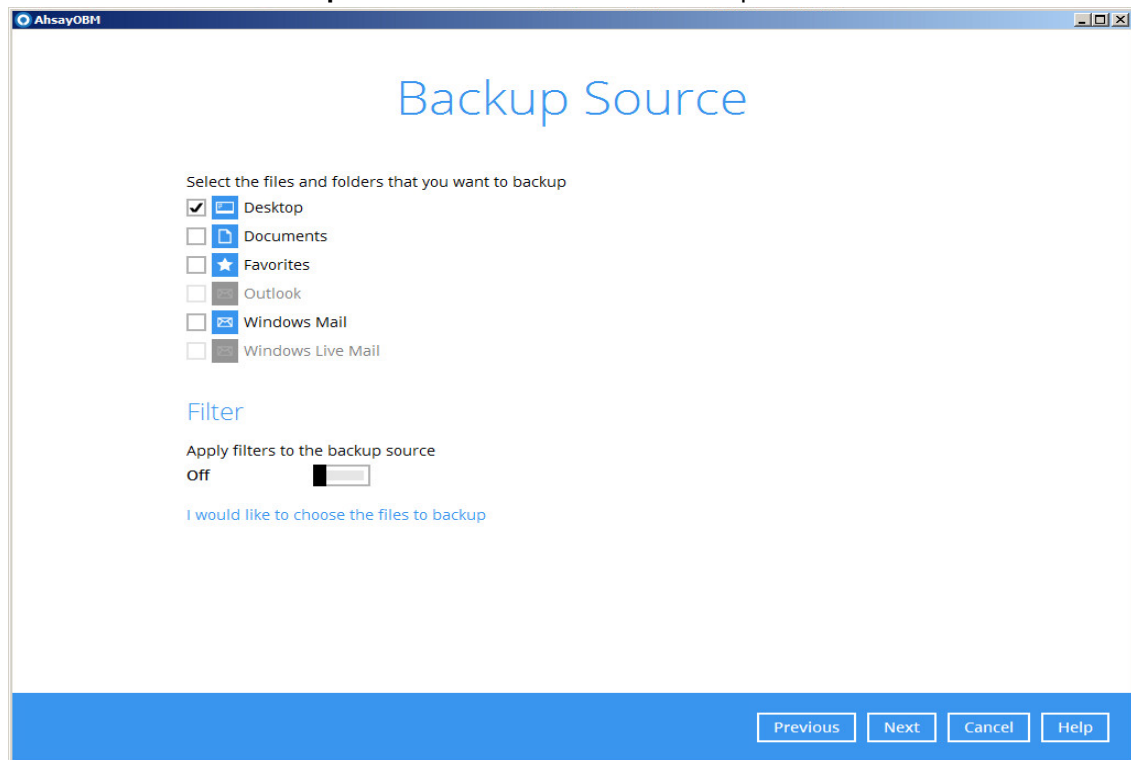 AhsayOBM
Backup Source
Select the files and folders that you want to backup
Desktop
Documents
Favorites
Outlook
Windows Mail
Windows Live Mail
Filter
Apply filters to the backup source
Off
I would like to choose the files to backup
Previous Next Cancel Help